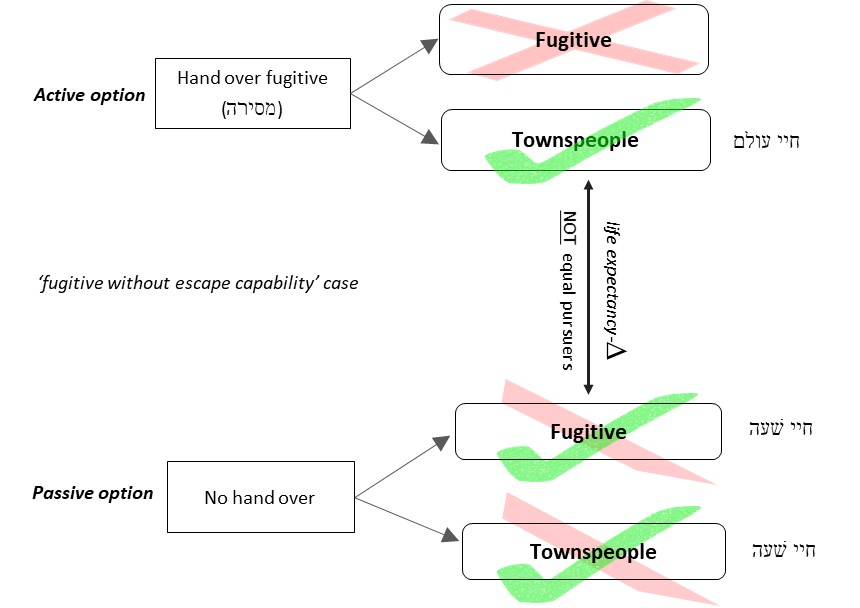 Fugitive
Active option
Hand over fugitive
(מסירה)
Townspeople
חיי עולם
NOT equal pursuers
life expectancy-Δ
‘fugitive without escape capability’ case
Fugitive
חיי שעה
Passive option
No hand over
Townspeople
חיי שעה